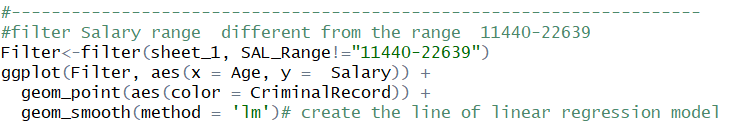 #----------------------------------------------------------------------
#filter Salary range  different from the range  11440-22639
Filter<-filter(sheet_1, SAL_Range!="11440-22639")
ggplot(Filter, aes(x = Age, y =  Salary)) +
  geom_point(aes(color = CriminalRecord)) +
  geom_smooth(method = 'lm')# create the line of linear regression model